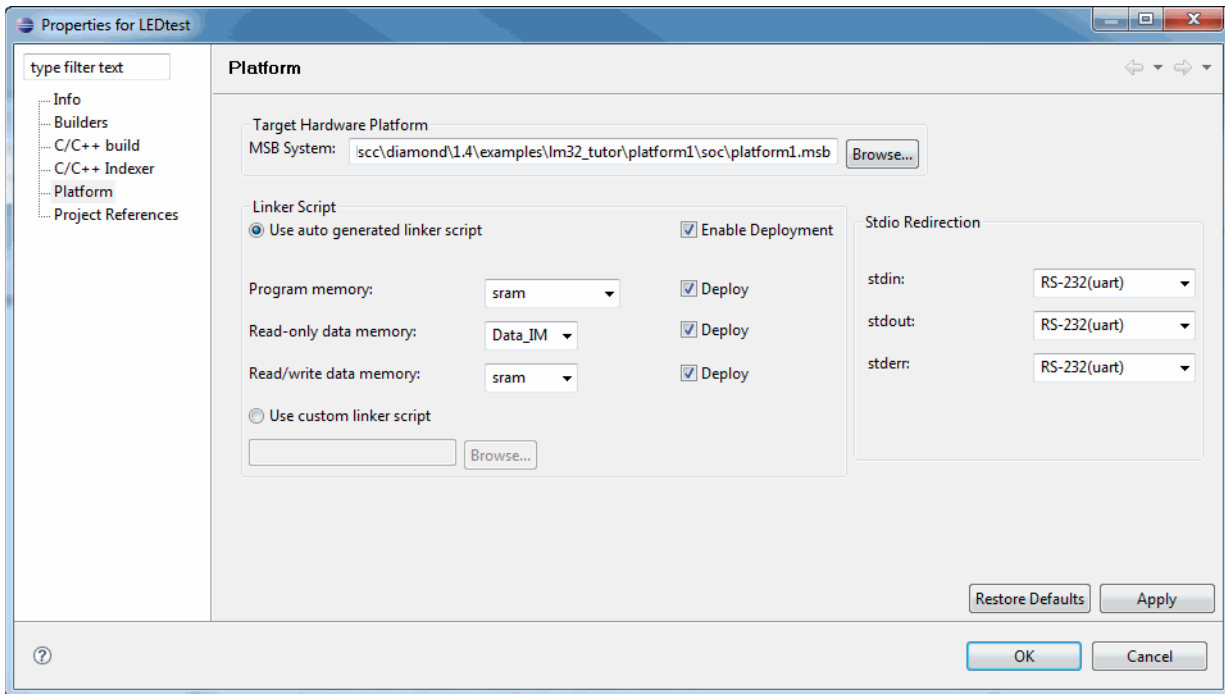 Properties for LEDtest
type filter text
Info
Builders
C/C++ build
C/C++ Indexer
Platform
Project References
Platform
Target Hardware Platform
MSB System: scc\diamond\1.4\examples\lm32_tutor\platform1\soc\platform1.msb Browse...
Linker Script
Use auto generated linker script Enable Deployment
Program memory: sram Deploy
Read-only data memory: Data_IM Deploy
Read/write data memory: sram Deploy
Use custom linker script
Browse...
Stdio Redirection
stdin: RS-232(uart)
stdout: RS-232(uart)
stderr: RS-232(uart)
Restore Defaults Apply
? OK Cancel